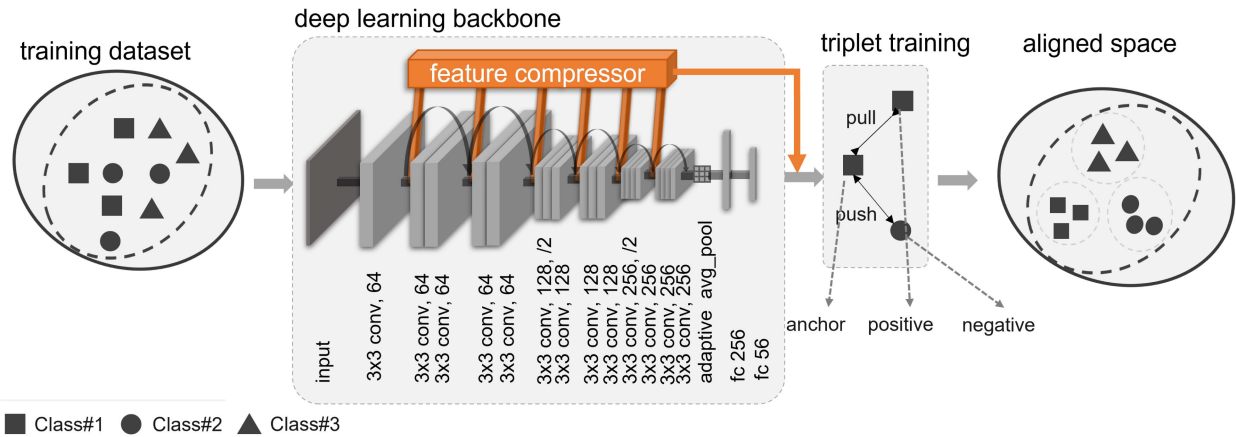 deep learning backbone
training dataset
feature compressor
triplet training
aligned space
pull
push
input
3x3 conv, 64
3x3 conv, 64
3x3 conv, 64
3x3 conv, 64
3x3 conv, 64
3x3 conv, 128, /2
3x3 conv, 128
3x3 conv, 128
3x3 conv, 128
3x3 conv, 256, /2
3x3 conv, 256
3x3 conv, 256
3x3 conv, 256
adaptive avg_pool
fc 256
fc 56
anchor
positive
negative
Class#1
Class#2
Class#3